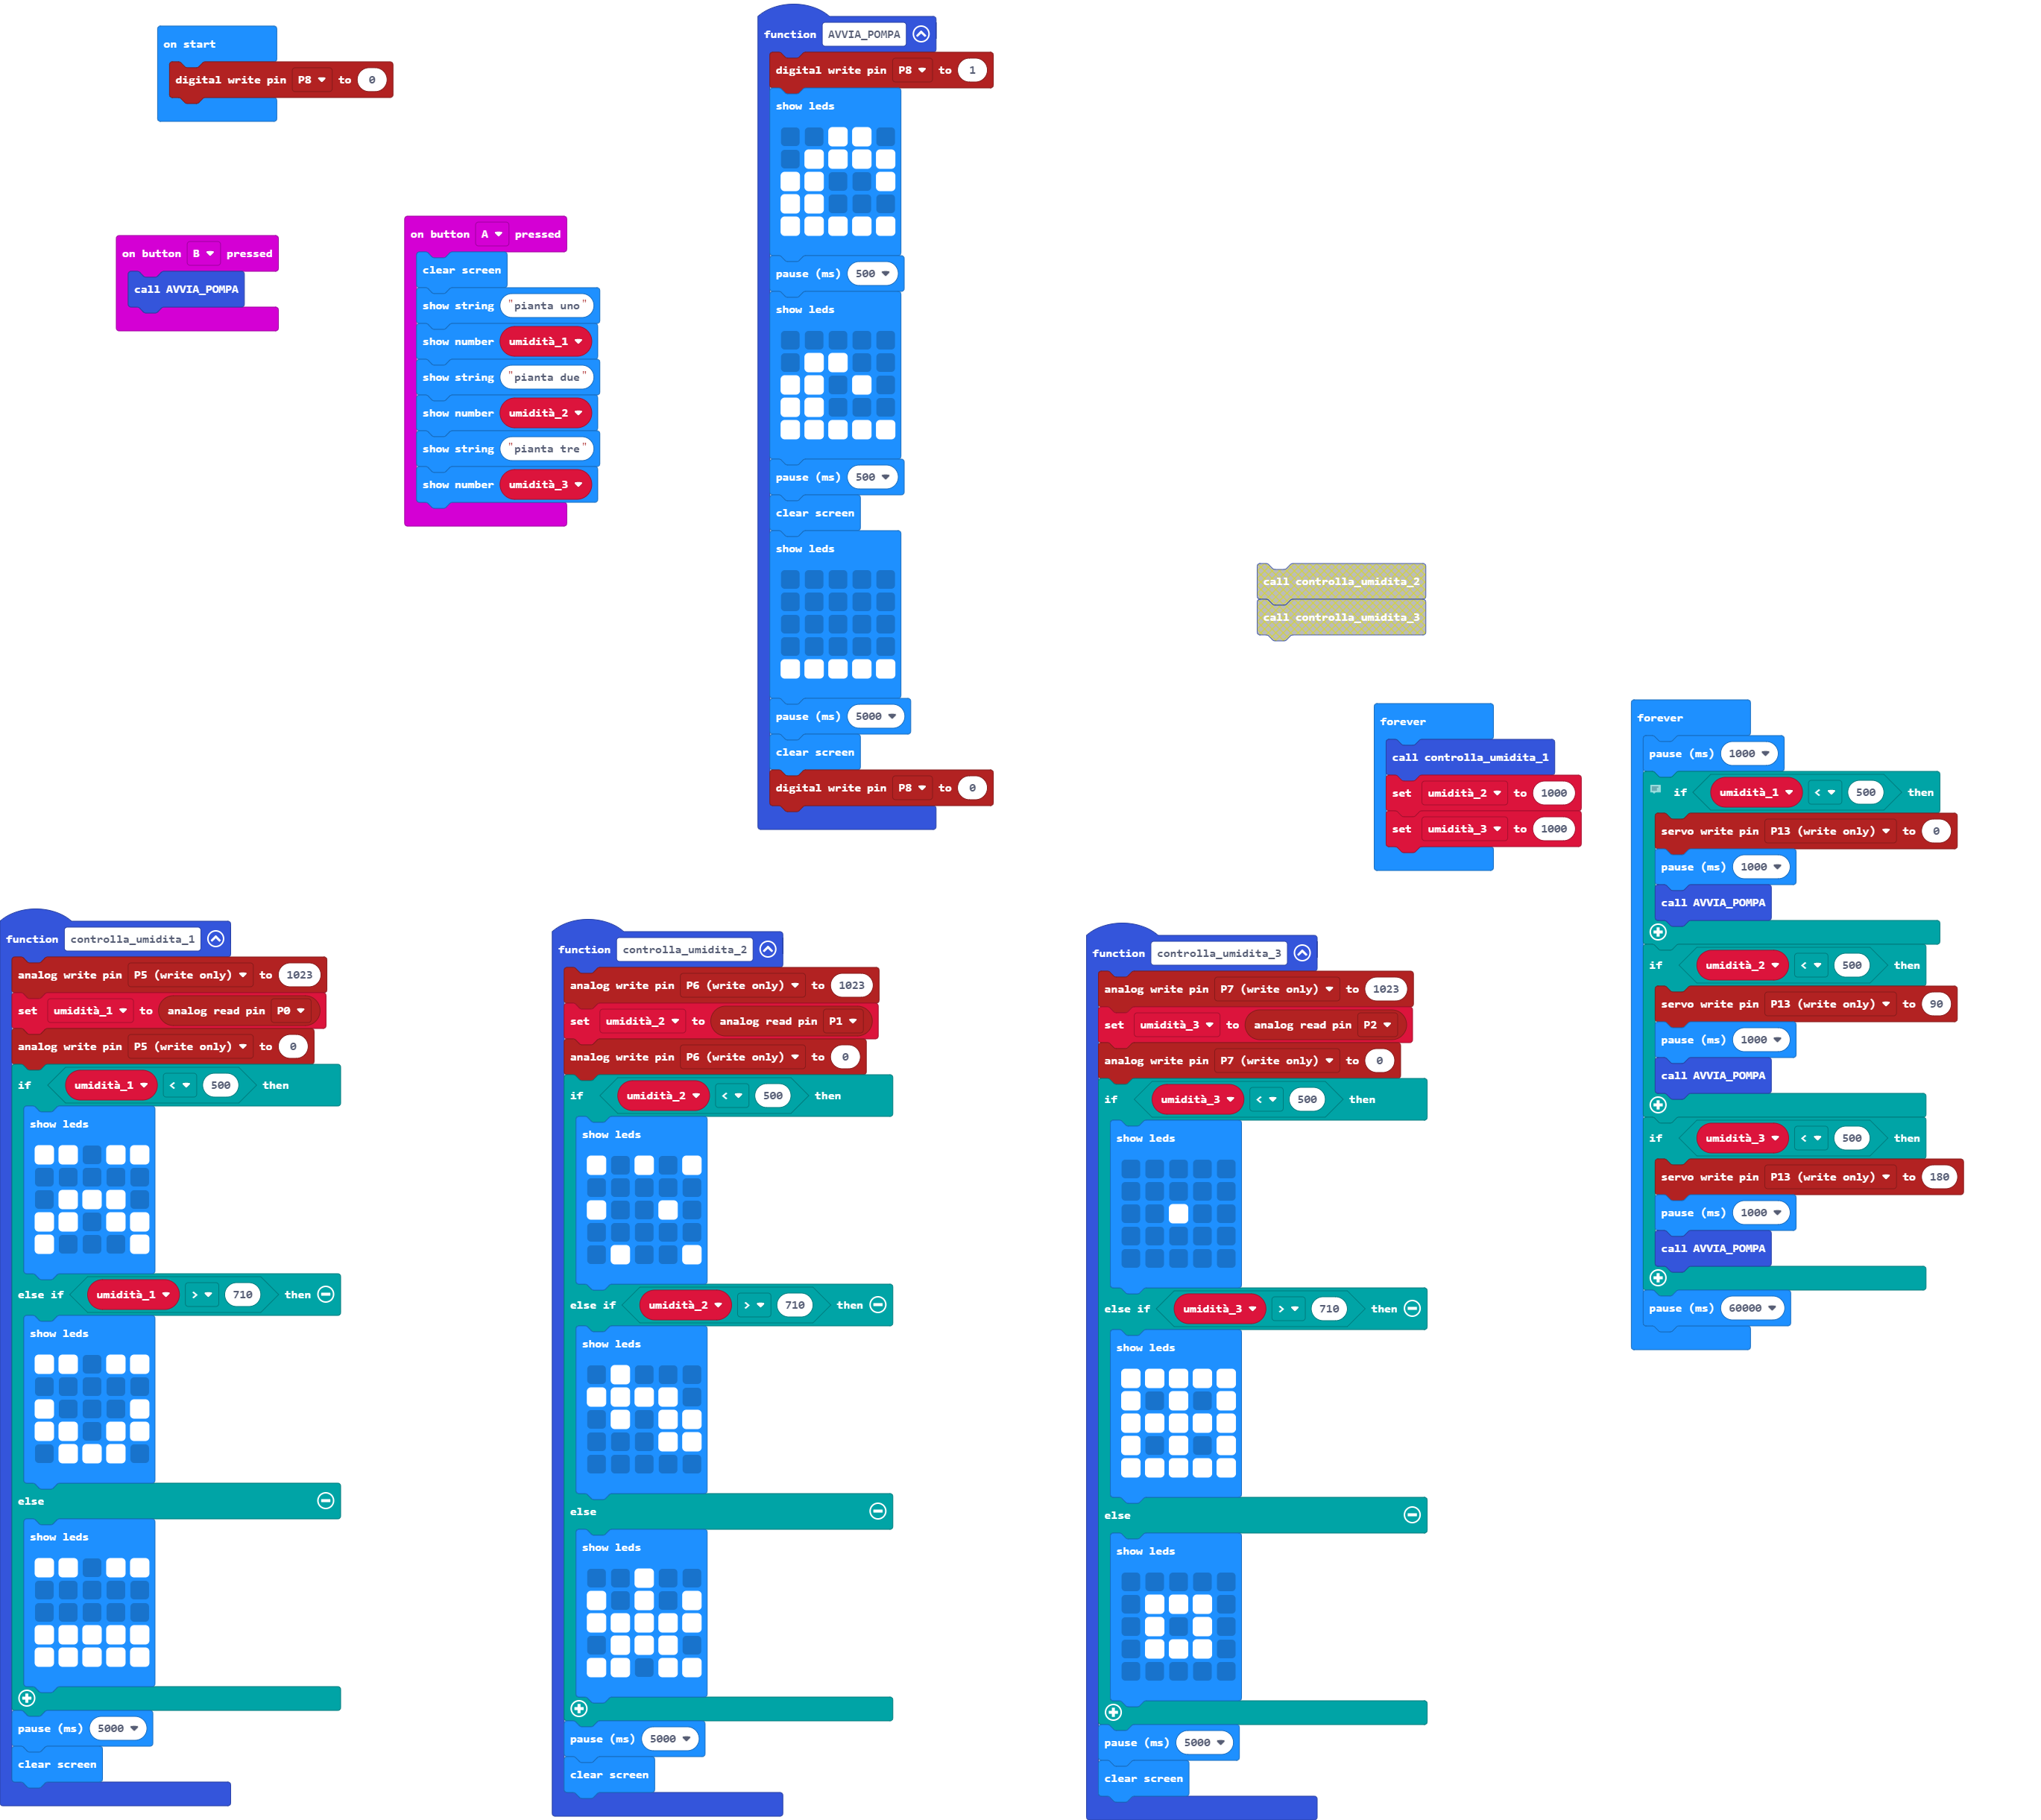 on start
digital write pin P8 to 0
on button B pressed
call AVVIA_POMPA
on button A pressed
clear screen
show string "pianta uno"
show number umidità_1
show string "pianta due"
show number umidità_2
show string "pianta tre"
show number umidità_3
function AVVIA_POMPA
digital write pin P8 to 1
show leds
pause (ms) 500
show leds
pause (ms) 500
clear screen
show leds
pause (ms) 5000
clear screen
digital write pin P8 to 0
call controlla_umidita_2
call controlla_umidita_3
forever
call controlla_umidita_1
set umidità_2 to 1000
set umidità_3 to 1000
forever
pause (ms) 1000
if umidità_1 < 500 then
servo write pin P13 (write only) to 0
pause (ms) 1000
call AVVIA_POMPA
if umidità_2 < 500 then
servo write pin P13 (write only) to 90
pause (ms) 1000
call AVVIA_POMPA
if umidità_3 < 500 then
servo write pin P13 (write only) to 180
pause (ms) 1000
call AVVIA_POMPA
pause (ms) 60000
function controlla_umidita_1
analog write pin P5 (write only) to 1023
set umidità_1 to analog read pin P0
analog write pin P5 (write only) to 0
if umidità_1 < 500 then
show leds
else if umidità_1 > 710 then
show leds
else
show leds
pause (ms) 5000
clear screen
function controlla_umidita_2
analog write pin P6 (write only) to 1023
set umidità_2 to analog read pin P1
analog write pin P6 (write only) to 0
if umidità_2 < 500 then
show leds
else if umidità_2 > 710 then
show leds
else
show leds
pause (ms) 5000
clear screen
function controlla_umidita_3
analog write pin P7 (write only) to 1023
set umidità_3 to analog read pin P2
analog write pin P7 (write only) to 0
if umidità_3 < 500 then
show leds
else if umidità_3 > 710 then
show leds
else
show leds
pause (ms) 5000
clear screen